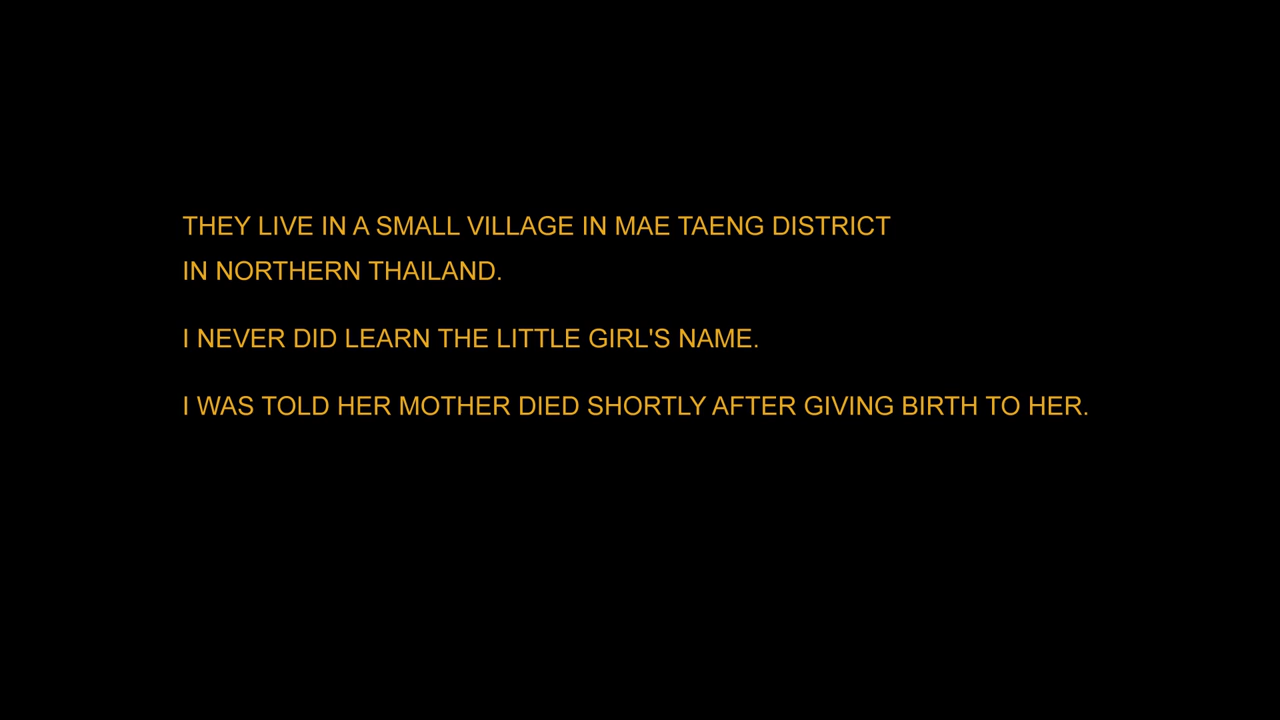 THEY LIVE IN A SMALL VILLAGE IN MAE TAENG DISTRICT
IN NORTHERN THAILAND.
I NEVER DID LEARN THE LITTLE GIRL'S NAME.
I WAS TOLD HER MOTHER DIED SHORTLY AFTER GIVING BIRTH TO HER.